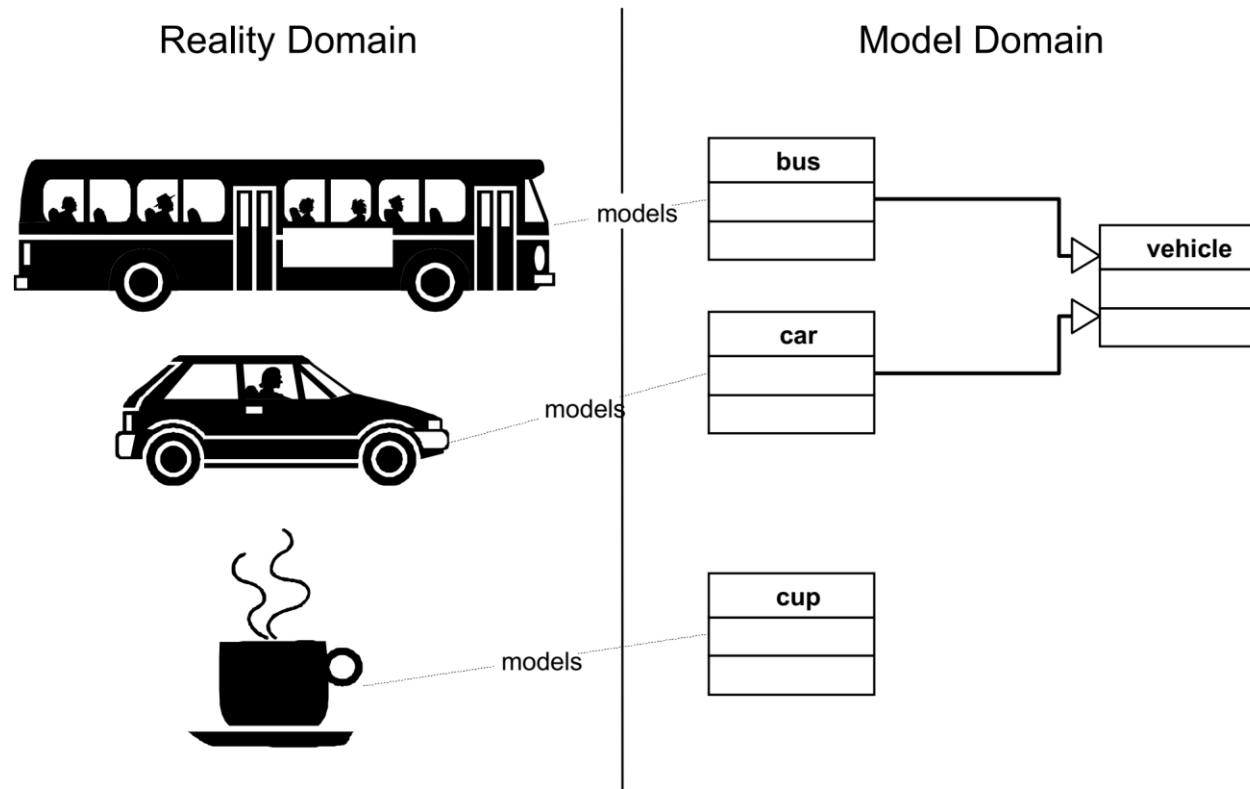 Reality Domain
Model Domain
bus
models
vehicle
car
models
cup
models